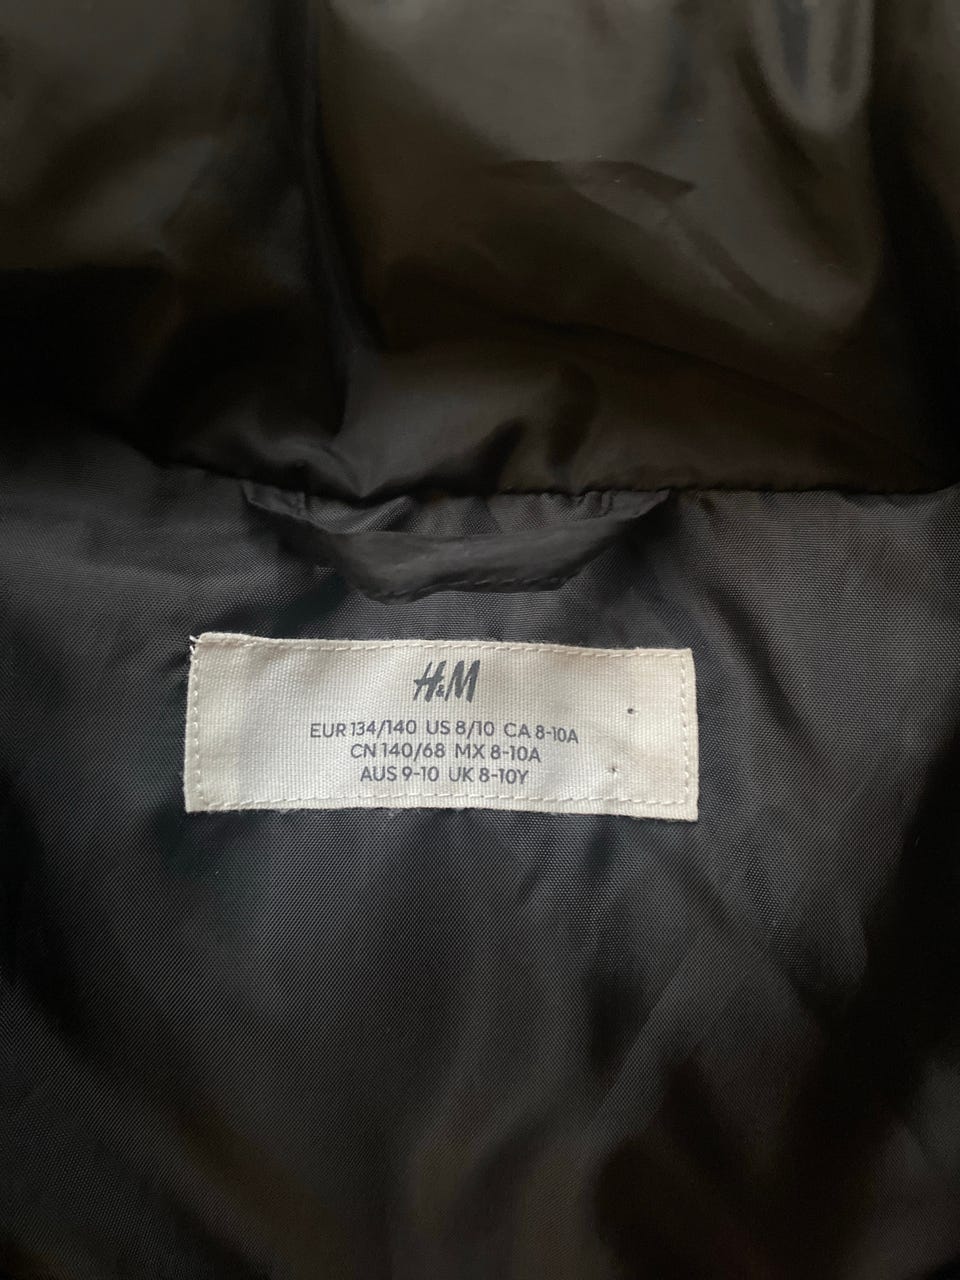 H&M
EUR 134/140 US 8/10 CA 8-10A
CN 140/68 MX 8-10A
AUS 9-10 UK 8-10Y